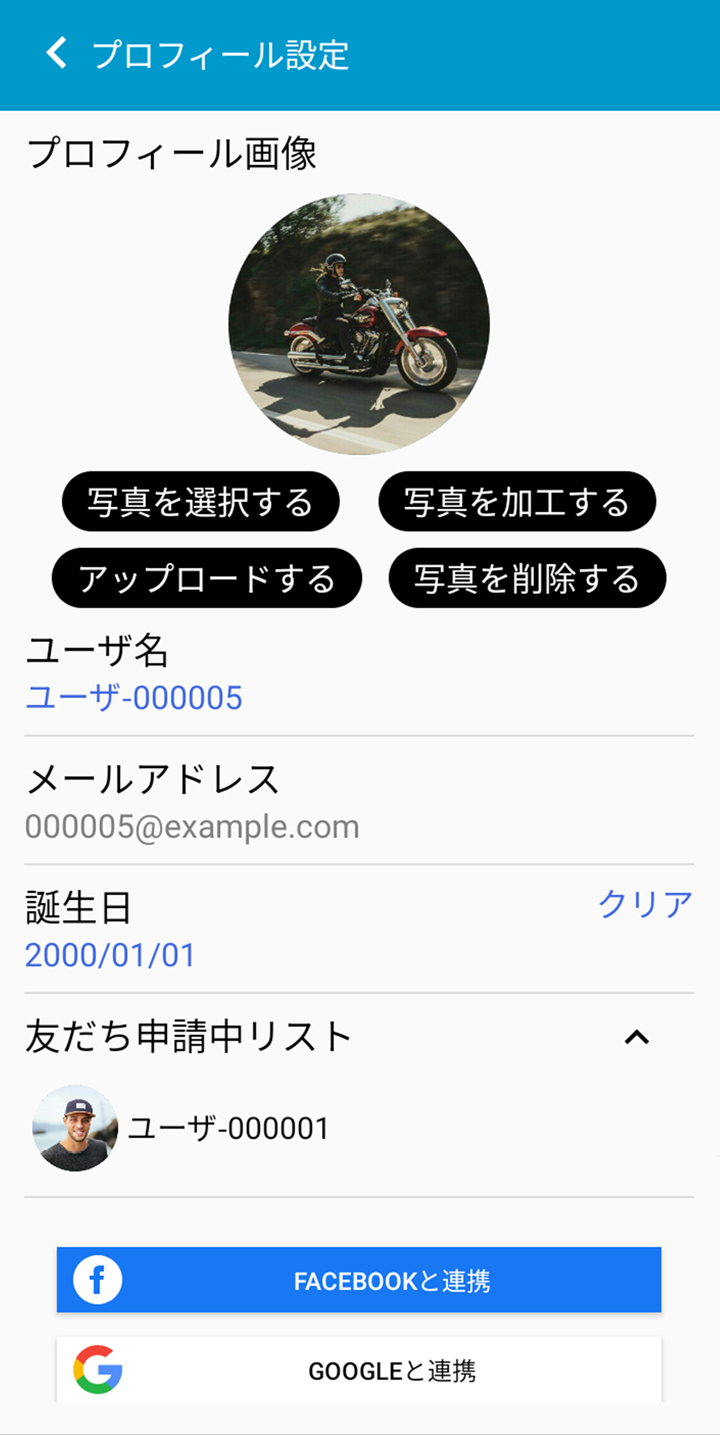 プロフィール設定
プロフィール画像
写真を選択する 写真を加工する
アップロードする 写真を削除する
ユーザ名
ユーザ-000005
メールアドレス
000005@example.com
誕生日 クリア
2000/01/01
友だち申請中リスト
ユーザ-000001
FACEBOOKと連携
GOOGLEと連携